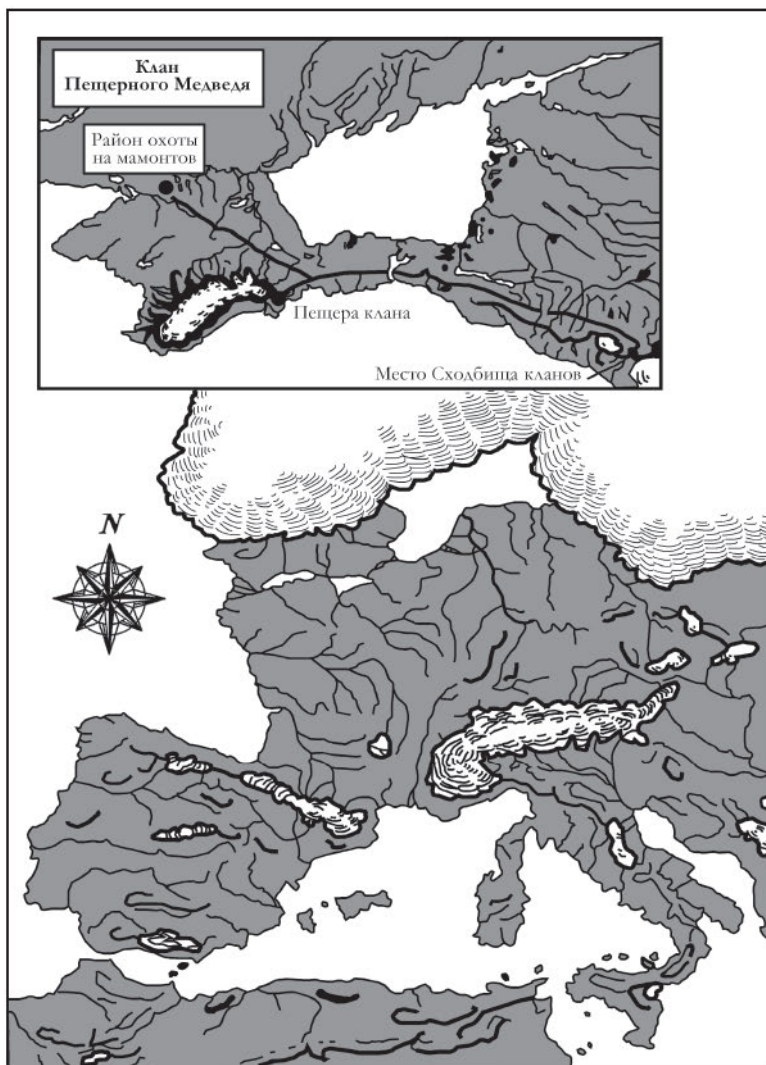 Клан
Пещерного Медведя
Район охоты
на мамонтов
Пещера клана
Место Сходбища кланов
N